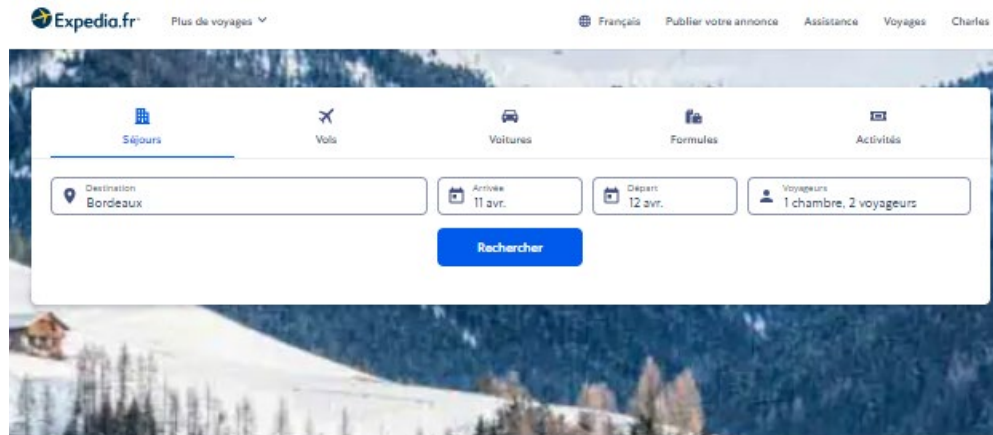 Expedia.fr Plus de voyages Français Publier votre annonce Assistance Voyages Charles
Séjours Vols Voitures Formules Activités
Destination Arrivée Départ Voyageurs
Bordeaux 11 avr. 12 avr. 1 chambre, 2 voyageurs
Rechercher